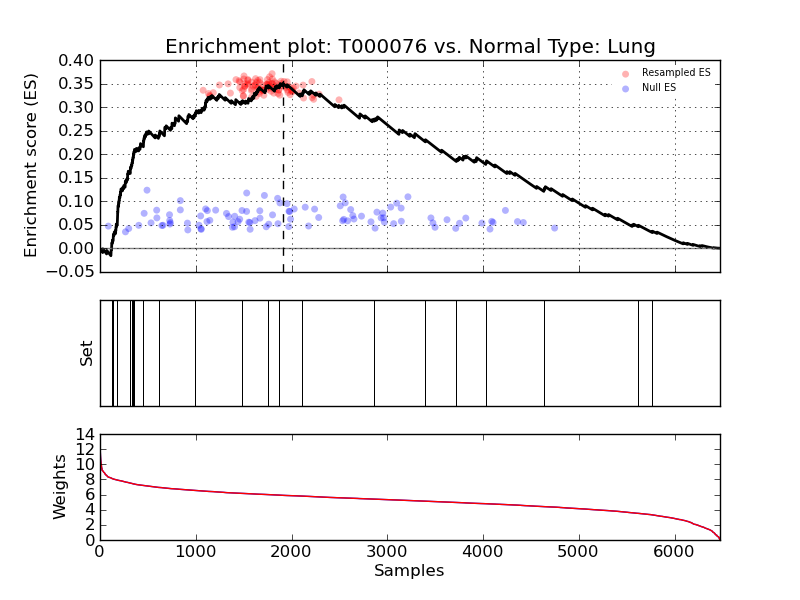 Enrichment plot: T000076 vs. Normal Type: Lung
Enrichment score (ES)
0.40
0.35
0.30
0.25
0.20
0.15
0.10
0.05
0.00
−0.05
Resampled ES
Null ES
Set
Weights
14
12
10
8
6
4
2
0
0 1000 2000 3000 4000 5000 6000
Samples